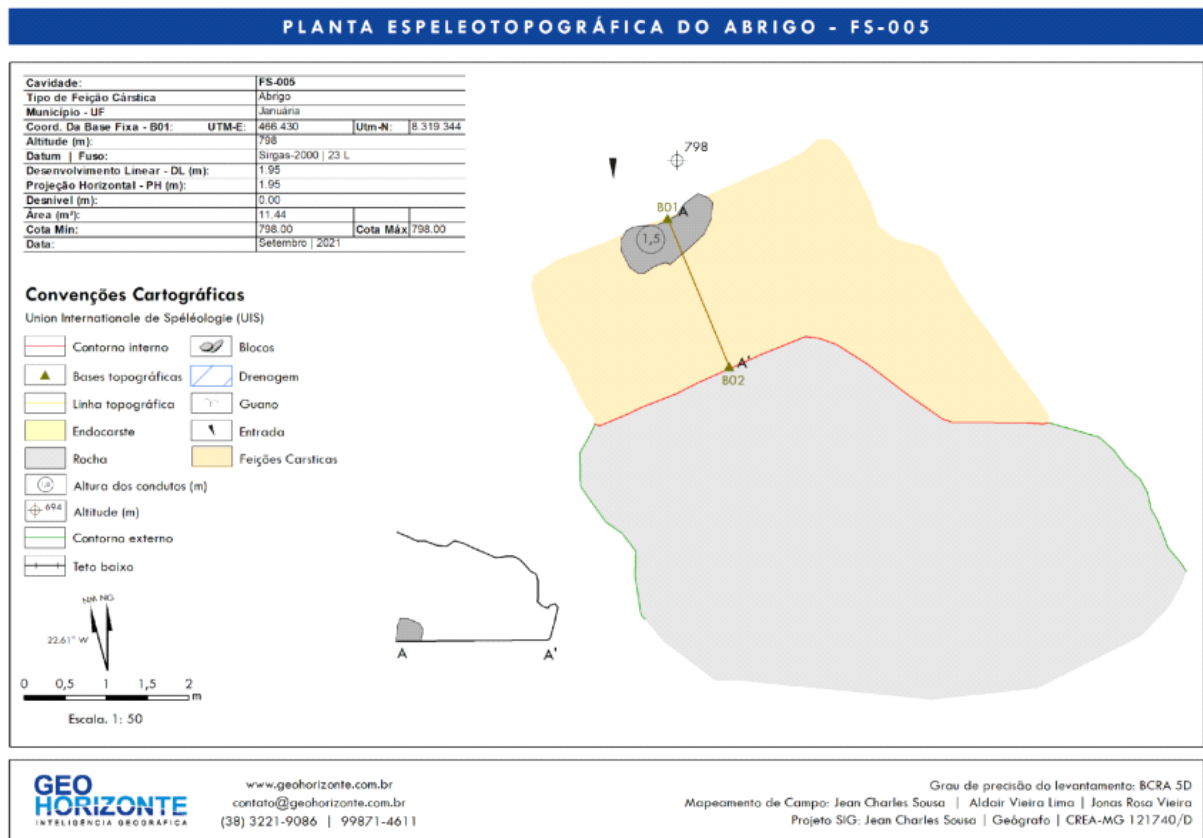 PLANTA ESPELEOTOPOGRÁFICA DO ABRIGO - FS-005
Cavidade: FS-005
Tipo de Feição Cárstica Abrigo
Município - UF Januária
Coord. Da Base Fixa - B01: UTM-E: 466.430 Utm-N: 8.319.344
Altitude (m): 798
Datum | Fuso: Sirgas-2000 | 23 L
Desenvolvimento Linear - DL (m): 1.95
Projeção Horizontal - PH (m): 1.95
Desnível (m): 0.00
Área (m²): 11.44
Cota Min: 798.00 Cota Máx 798.00
Data: Setembro | 2021
798
B01 A
1,5
A'
B02
Convenções Cartográficas
Union Internationale de Spéléologie (UIS)
Contorna interno Blocos
Bases topográficas Drenagem
Linha topográfica Guano
Endocarste Entrada
Rocha Feições Carsticas
1,0 Altura dos condutos (m)
694 Altitude (m)
Contorna externo
Teto baixo
A A'
NM NG
22.61° W
0 0,5 1 1,5 2
m
Escala. 1: 50
GEO
HORIZONTE
INTELIGÊNCIA GEOGRÁFICA
www.geohorizonte.com.br
contato@geohorizonte.com.br
(38) 3221-9086 | 99871-4611
Grau de precisão do levantamento: BCRA 5D
Mapeamento de Campo: Jean Charles Sousa | Aldair Vieira Lima | Jonas Rosa Vieira
Projeto SIG: Jean Charles Sousa | Geógrafo | CREA-MG 121740/D